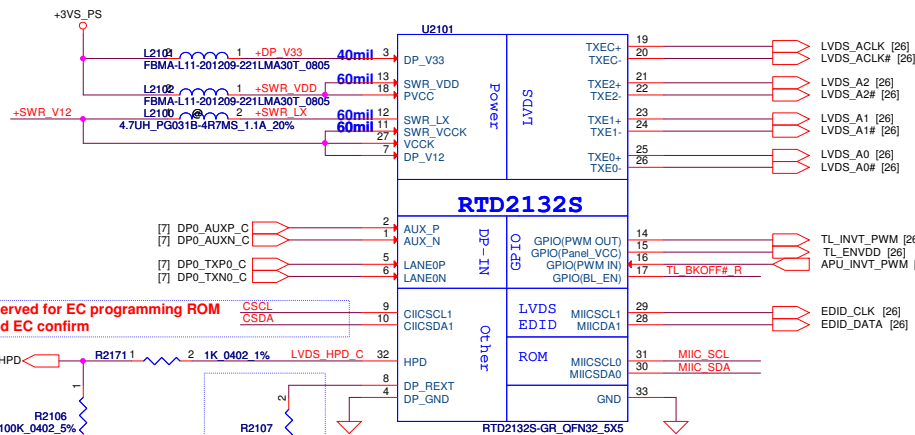 +3VS_PS
U2101
L2101
2 1 +DP_V33 40mil 3 DP_V33
FBMA-L11-201209-221LMA30T_0805
L2102
2 1 +SWR_VDD 60mil 13 SWR_VDD
18 PVCC
FBMA-L11-201209-221LMA30T_0805
+SWR_V12 L2100 1 @ 2 +SWR_LX 60mil 12 SWR_LX
4.7UH_PG031B-4R7MS_1.1A_20% 60mil 11 SWR_VCCK
27 VCCK
7 DP_V12
Power
LVDS
TXEC+ 19 LVDS_ACLK [26]
TXEC- 20 LVDS_ACLK# [26]
TXE2+ 21 LVDS_A2 [26]
TXE2- 22 LVDS_A2# [26]
TXE1+ 23 LVDS_A1 [26]
TXE1- 24 LVDS_A1# [26]
TXE0+ 25 LVDS_A0 [26]
TXE0- 26 LVDS_A0# [26]
RTD2132S
[7] DP0_AUXP_C 2 AUX_P
[7] DP0_AUXN_C 1 AUX_N
[7] DP0_TXP0_C 5 LANE0P
[7] DP0_TXN0_C 6 LANE0N
DP-IN
GPIO
GPIO(PWM OUT) 14 TL_INVT_PWM [26
GPIO(Panel_VCC) 15 TL_ENVDD [26]
GPIO(PWM IN) 16 APU_INVT_PWM [
GPIO(BL_EN) 17 TL_BKOFF#_R
erved for EC programming ROM
d EC confirm
CSCL 9 CIICSCL1
CSDA 10 CIICSDA1
Other
LVDS
EDID
MIICSCL1 29 EDID_CLK [26]
MIICDA1 28 EDID_DATA [26]
HPD R2171 1 2 1K_0402_1% LVDS_HPD_C 32 HPD
ROM
MIICSCL0 31 MIIC_SCL
MIICSDA0 30 MIIC_SDA
8 DP_REXT
4 DP_GND
GND 33
1
R2106
100K_0402_5%
2
R2107
RTD2132S-GR_QFN32_5X5